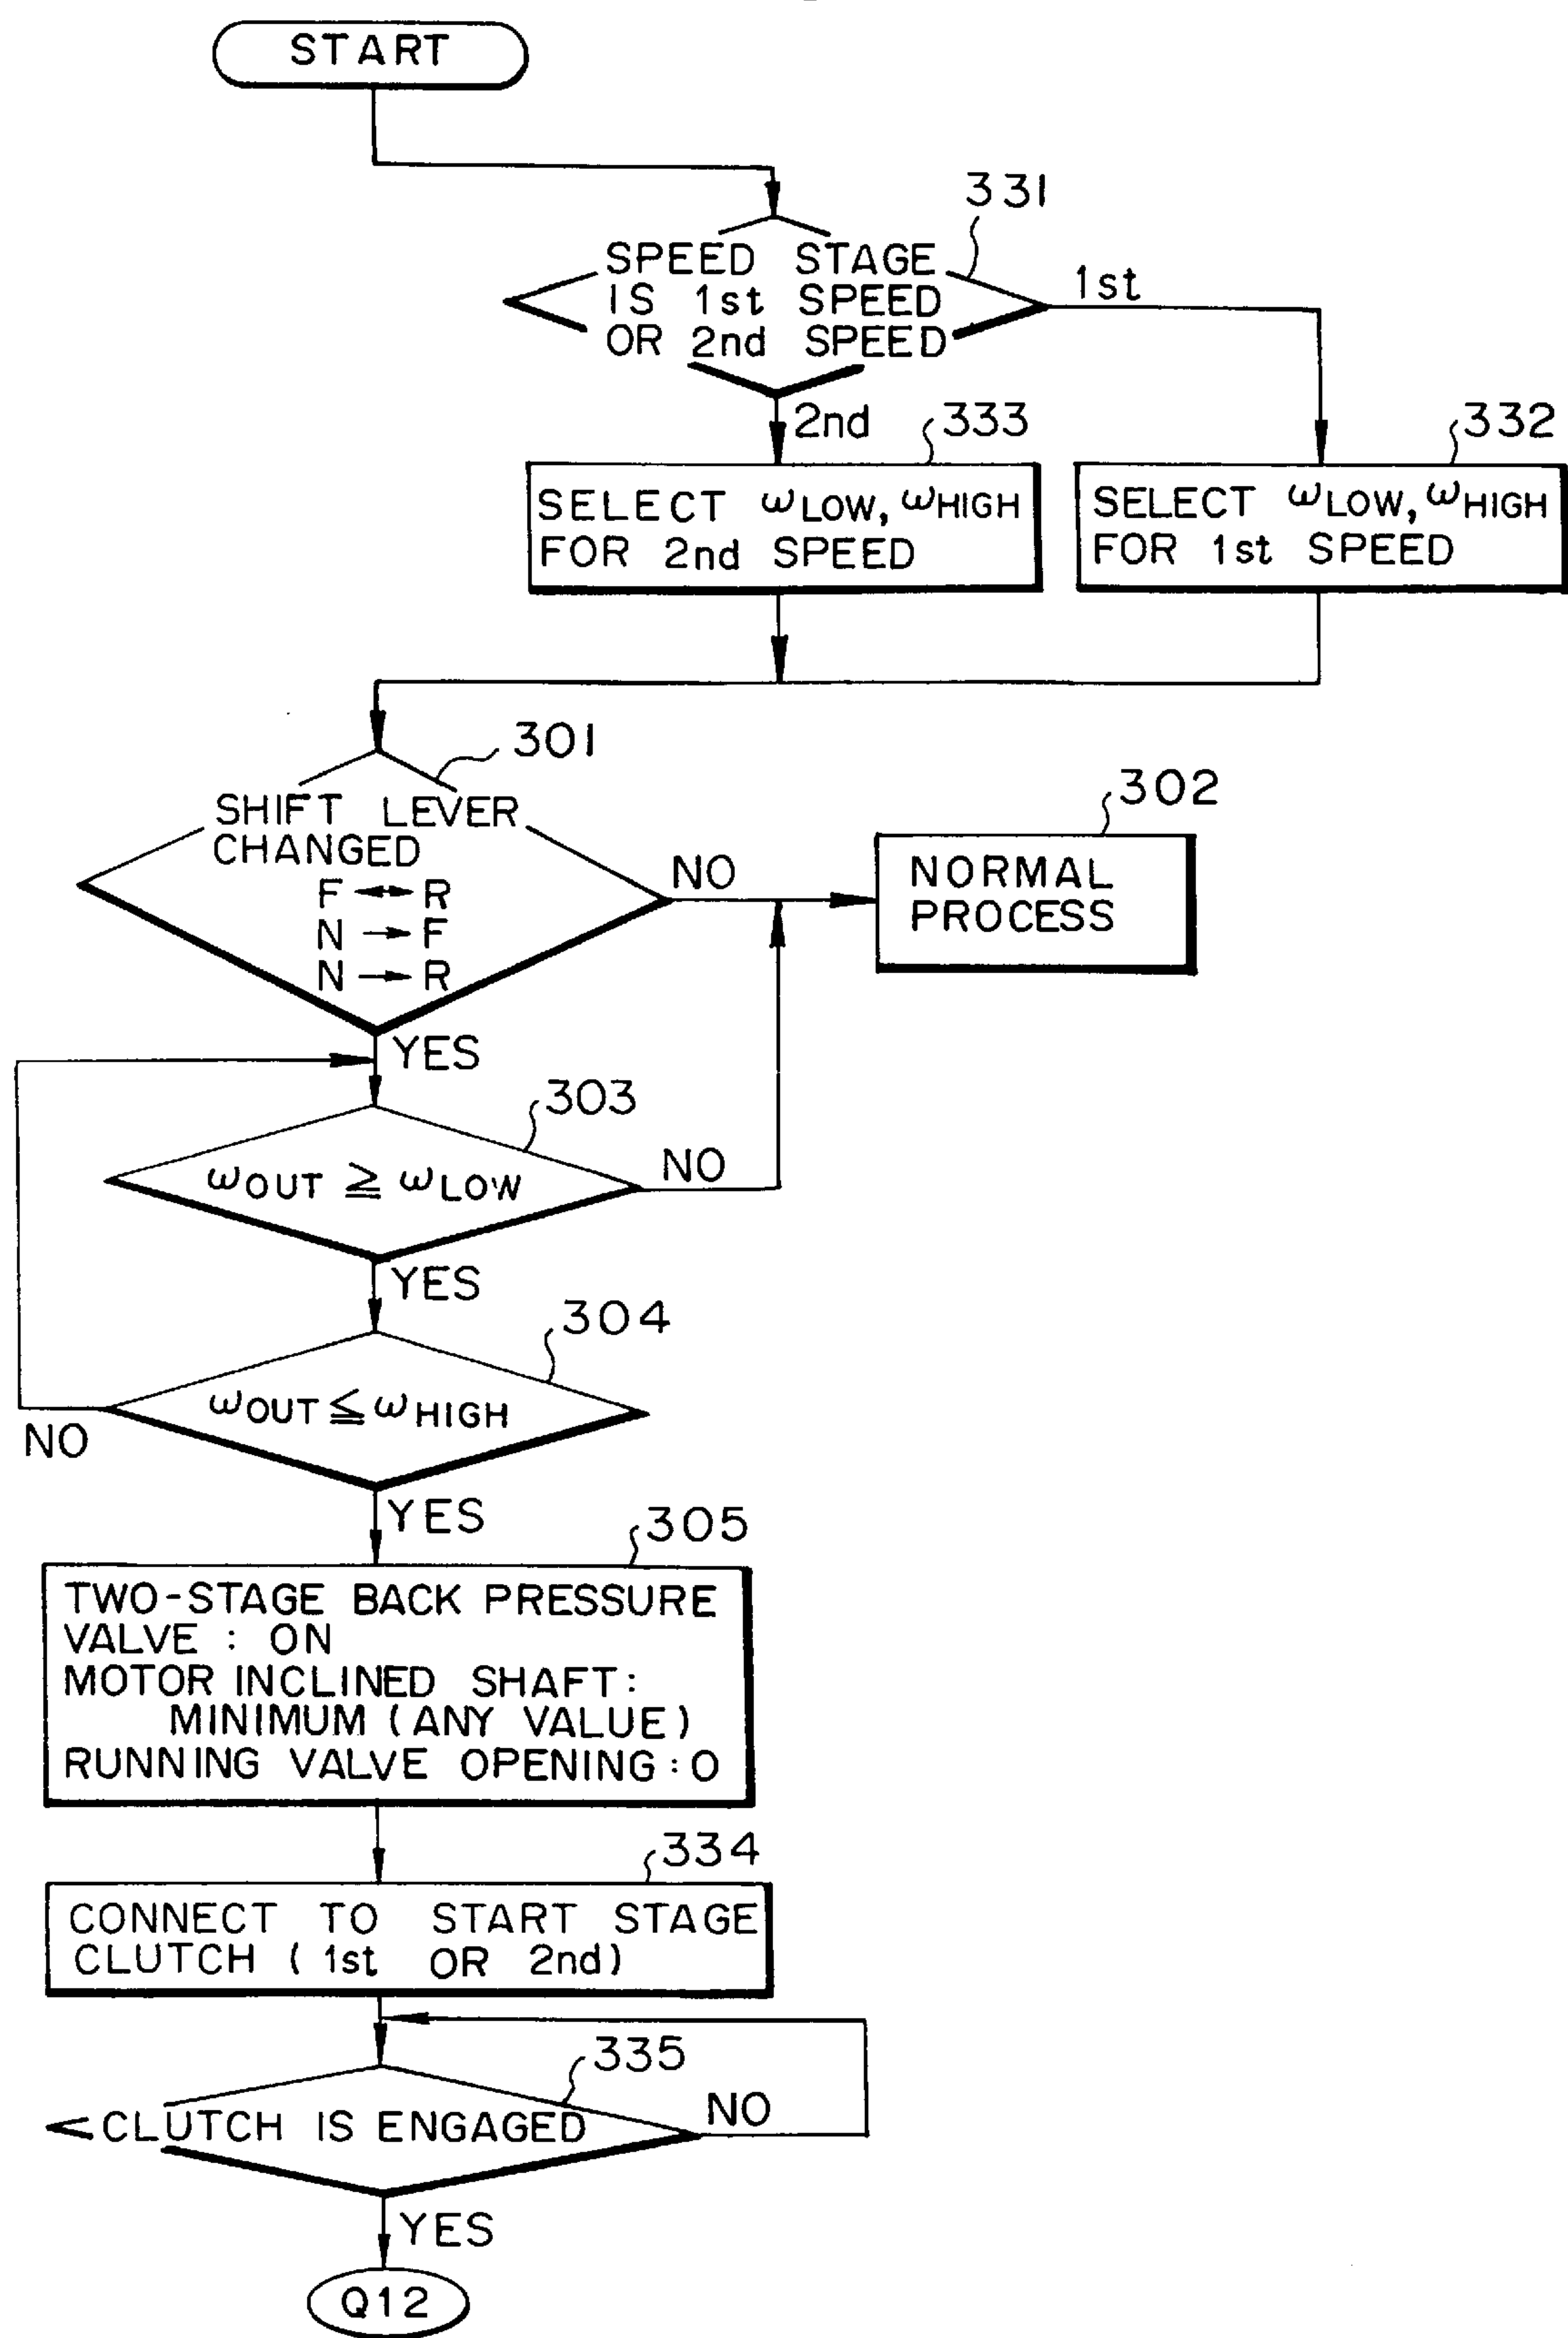 START
331
SPEED STAGE
IS 1st SPEED
OR 2nd SPEED
1st
2nd
333
332
SELECT ωLOW, ωHIGH
FOR 2nd SPEED
SELECT ωLOW, ωHIGH
FOR 1st SPEED
301
SHIFT LEVER
CHANGED
F ↔ R
N → F
N → R
NO
302
NORMAL
PROCESS
YES
303
ωOUT ≧ ωLOW
NO
YES
304
ωOUT ≦ ωHIGH
NO
YES
305
TWO-STAGE BACK PRESSURE
VALVE : ON
MOTOR INCLINED SHAFT:
MINIMUM (ANY VALUE)
RUNNING VALVE OPENING : 0
334
CONNECT TO START STAGE
CLUTCH (1st OR 2nd)
335
CLUTCH IS ENGAGED
NO
YES
Q12